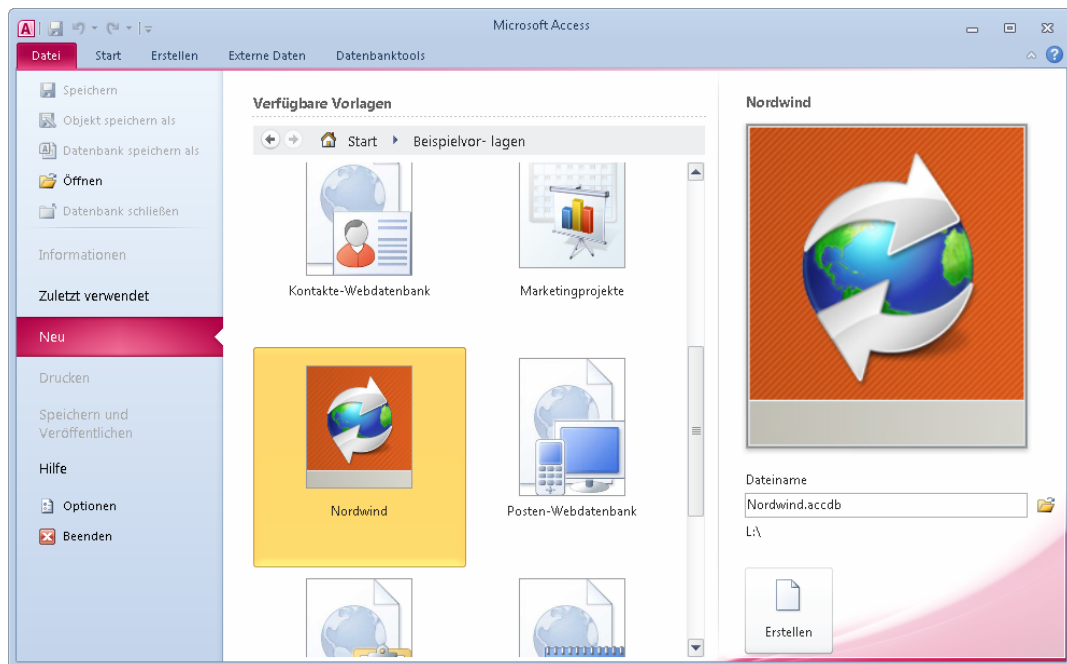 Microsoft Access
Datei
Start
Erstellen
Externe Daten
Datenbanktools
Speichern
Objekt speichern als
Datenbank speichern als
Öffnen
Datenbank schließen
Informationen
Zuletzt verwendet
Neu
Drucken
Speichern und
Veröffentlichen
Hilfe
Optionen
Beenden
Verfügbare Vorlagen
Start
Beispielvor- lagen
Kontakte-Webdatenbank
Marketingprojekte
Nordwind
Posten-Webdatenbank
Nordwind
Dateiname
Nordwind.accdb
L:\
Erstellen